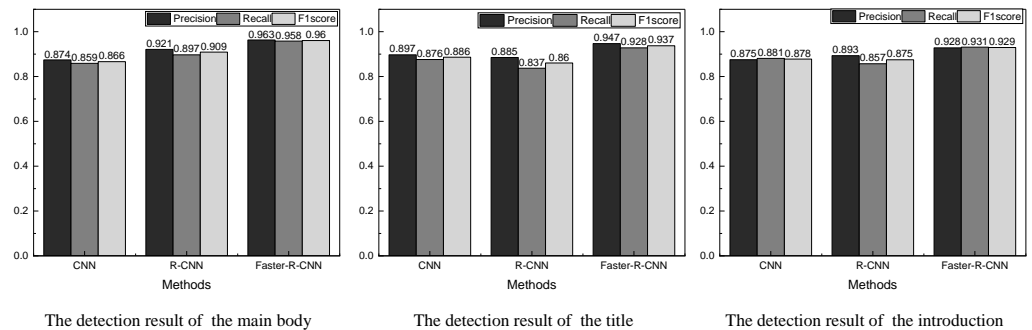 Precision Recall F1score
1.0
0.8
0.6
0.4
0.2
0.0
0.874 0.859 0.866
0.921 0.897 0.909
0.963 0.958 0.96
CNN R-CNN Faster-R-CNN
Methods
The detection result of the main body
Precision Recall F1score
1.0
0.8
0.6
0.4
0.2
0.0
0.897 0.876 0.886
0.885 0.837 0.86
0.947 0.928 0.937
CNN R-CNN Faster-R-CNN
Methods
The detection result of the title
Precision Recall F1score
1.0
0.8
0.6
0.4
0.2
0.0
0.875 0.881 0.878
0.893 0.857 0.875
0.928 0.931 0.929
CNN R-CNN Faster-R-CNN
Methods
The detection result of the introduction